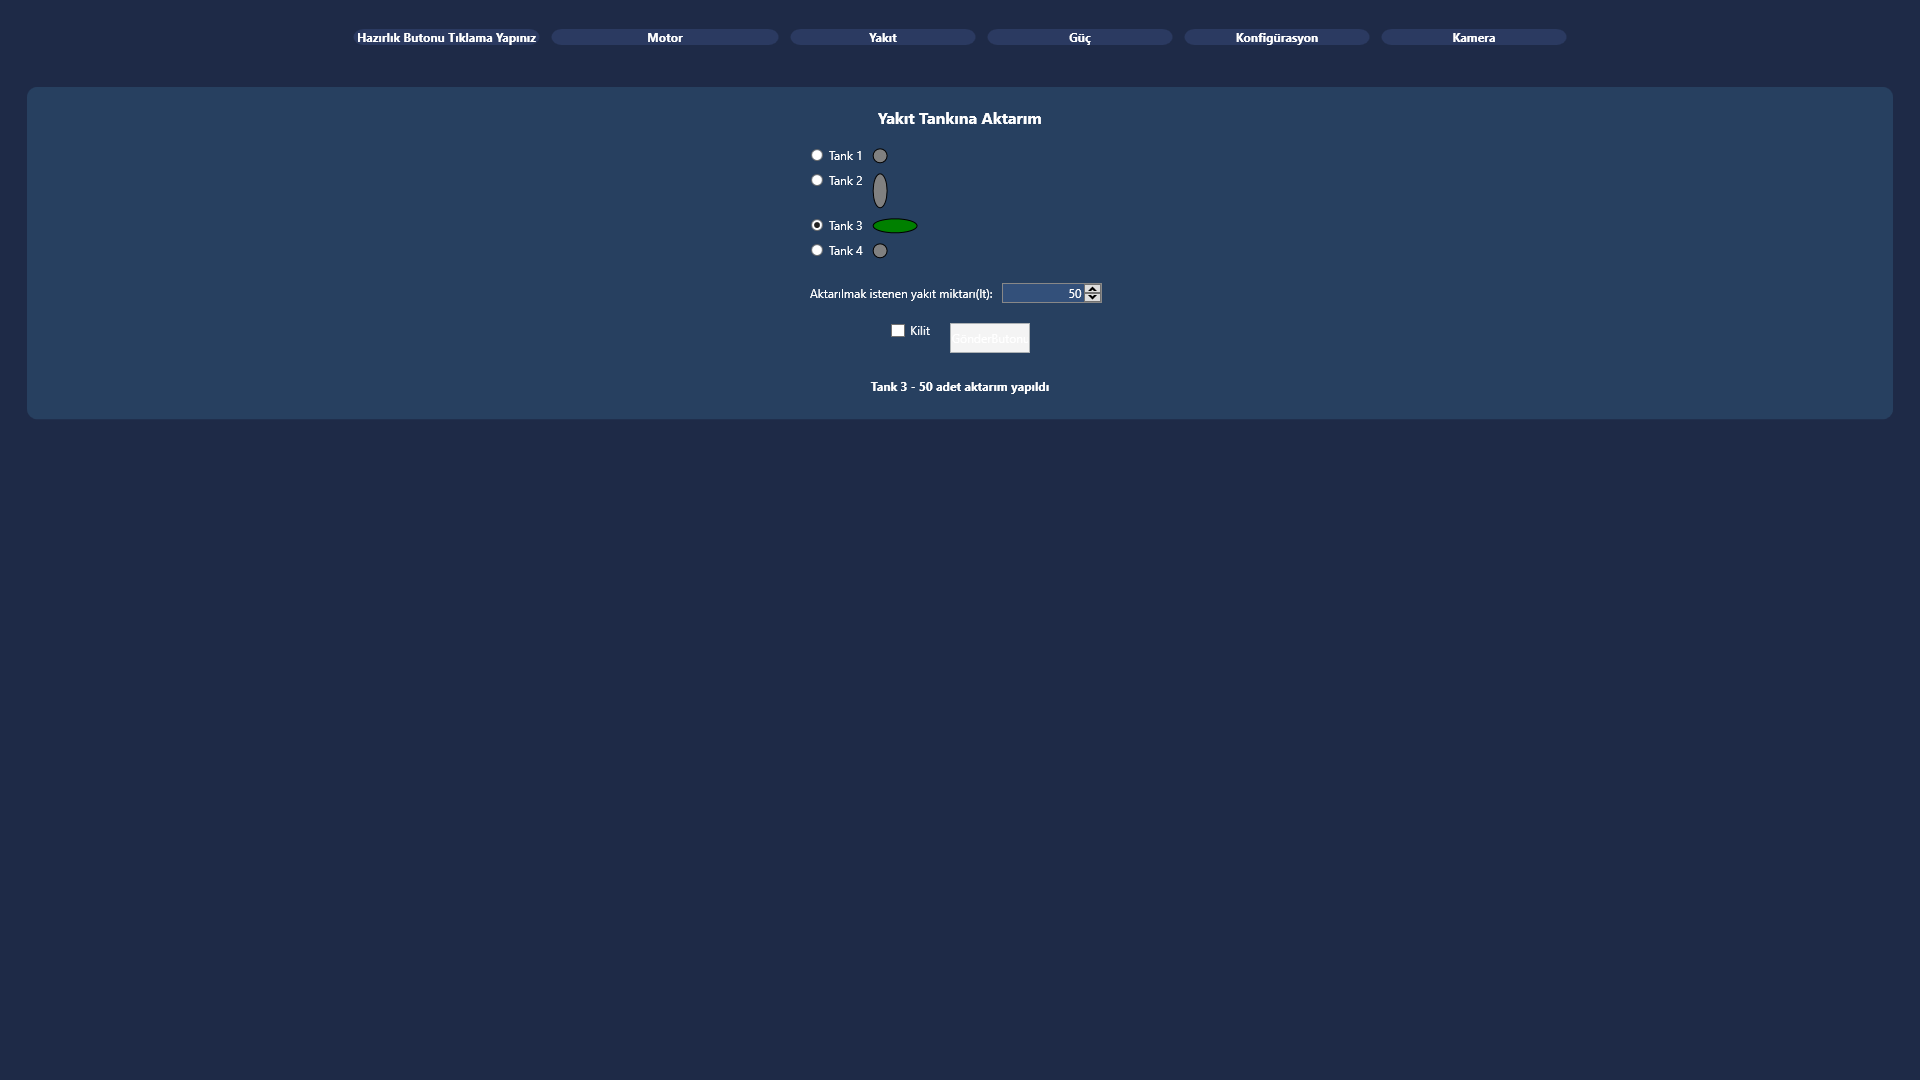 Hazırlık Butonu Tıklama Yapınız
Motor
Yakıt
Güç
Konfigürasyon
Kamera
Yakıt Tankına Aktarım
Tank 1
Tank 2
Tank 3
Tank 4
Aktarılmak istenen yakıt miktarı(lt): 50
Kilit
Tank 3 - 50 adet aktarım yapıldı